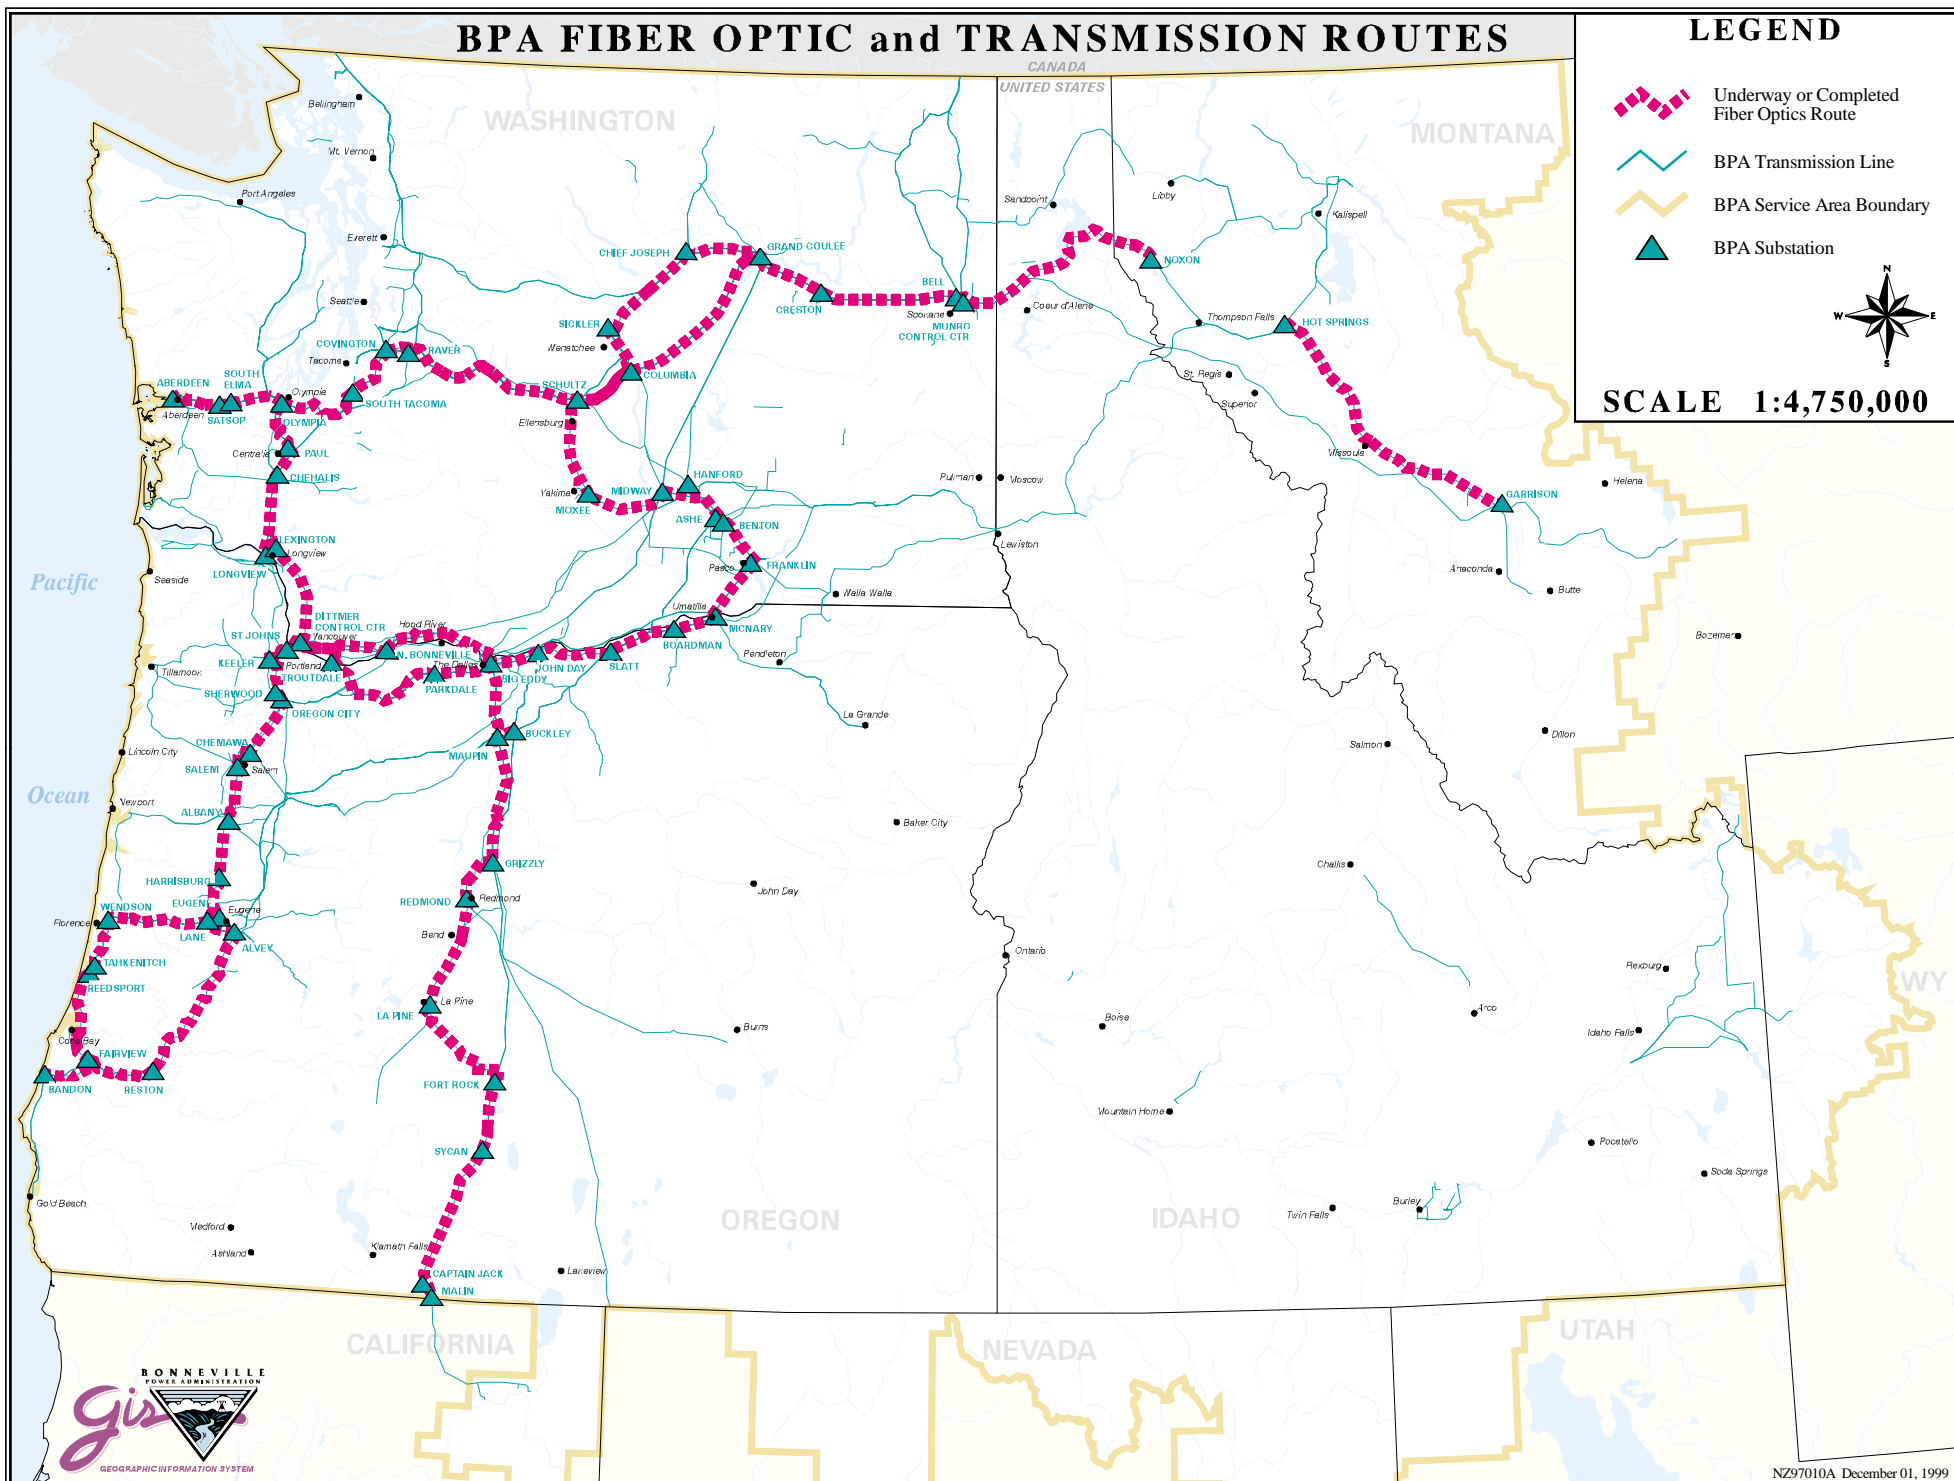 BPA FIBER OPTIC and TRANSMISSION ROUTES
LEGEND
Underway or Completed
Fiber Optics Route
BPA Transmission Line
BPA Service Area Boundary
BPA Substation
N
W
E
S
SCALE 1:4,750,000
CANADA
UNITED STATES
WASHINGTON
MONTANA
Bellingham
Mt. Vernon
Port Angeles
Everett
Seattle
Sandpoint
Libby
Kalispell
CHIEF JOSEPH
GRAND COULEE
NOXON
BELL
CRESTON
Spokane
MUNRO
CONTROL CTR
Coeur d'Alene
Thompson Falls
HOT SPRINGS
SICKLER
Wenatchee
COVINGTON
RAVER
Tacoma
SOUTH
ELMA
ABERDEEN
Aberdeen
SATSOP
Olympia
OLYMPIA
SOUTH TACOMA
SCHULTZ
COLUMBIA
Ellensburg
St. Regis
Superior
Missoula
Centralia
PAUL
CHEHALIS
Yakima
MOXEE
MIDWAY
HANFORD
ASHE
BENTON
Pullman
Moscow
Helena
GARRISON
LEXINGTON
Longview
LONGVIEW
Pasco
FRANKLIN
Lewiston
Walla Walla
Anaconda
Butte
Bozeman
Pacific
Seaside
Umatilla
MCNARY
BOARDMAN
Pendleton
DITTMER
CONTROL CTR
ST JOHNS
Vancouver
Hood River
N. BONNEVILLE
KEELER
Portland
TROUTDALE
The Dalles
BIG EDDY
JOHN DAY
SLATT
PARKDALE
Tillamook
SHERWOOD
OREGON CITY
La Grande
BUCKLEY
MAUPIN
CHEMAWA
SALEM
Salem
Lincoln City
Salmon
Dillon
Ocean
Newport
ALBANY
Baker City
GRIZZLY
Challis
HARRISBURG
REDMOND
Redmond
John Day
WENDSON
Florence
EUGENE
Eugene
LANE
ALVEY
Bend
Ontario
TAHKENITCH
REEDSPORT
Rexburg
WY
LA PINE
La Pine
Burns
Boise
Arco
Idaho Falls
Coos Bay
FAIRVIEW
BANDON
RESTON
FORT ROCK
Mountain Home
Pocatello
SYCAN
Soda Springs
Gold Beach
Medford
Ashland
Klamath Falls
Lakeview
OREGON
IDAHO
Twin Falls
Burley
CAPTAIN JACK
MALIN
CALIFORNIA
NEVADA
UTAH
BONNEVILLE
POWER ADMINISTRATION
Gis
GEOGRAPHIC INFORMATION SYSTEM
NZ97010A December 01, 1999